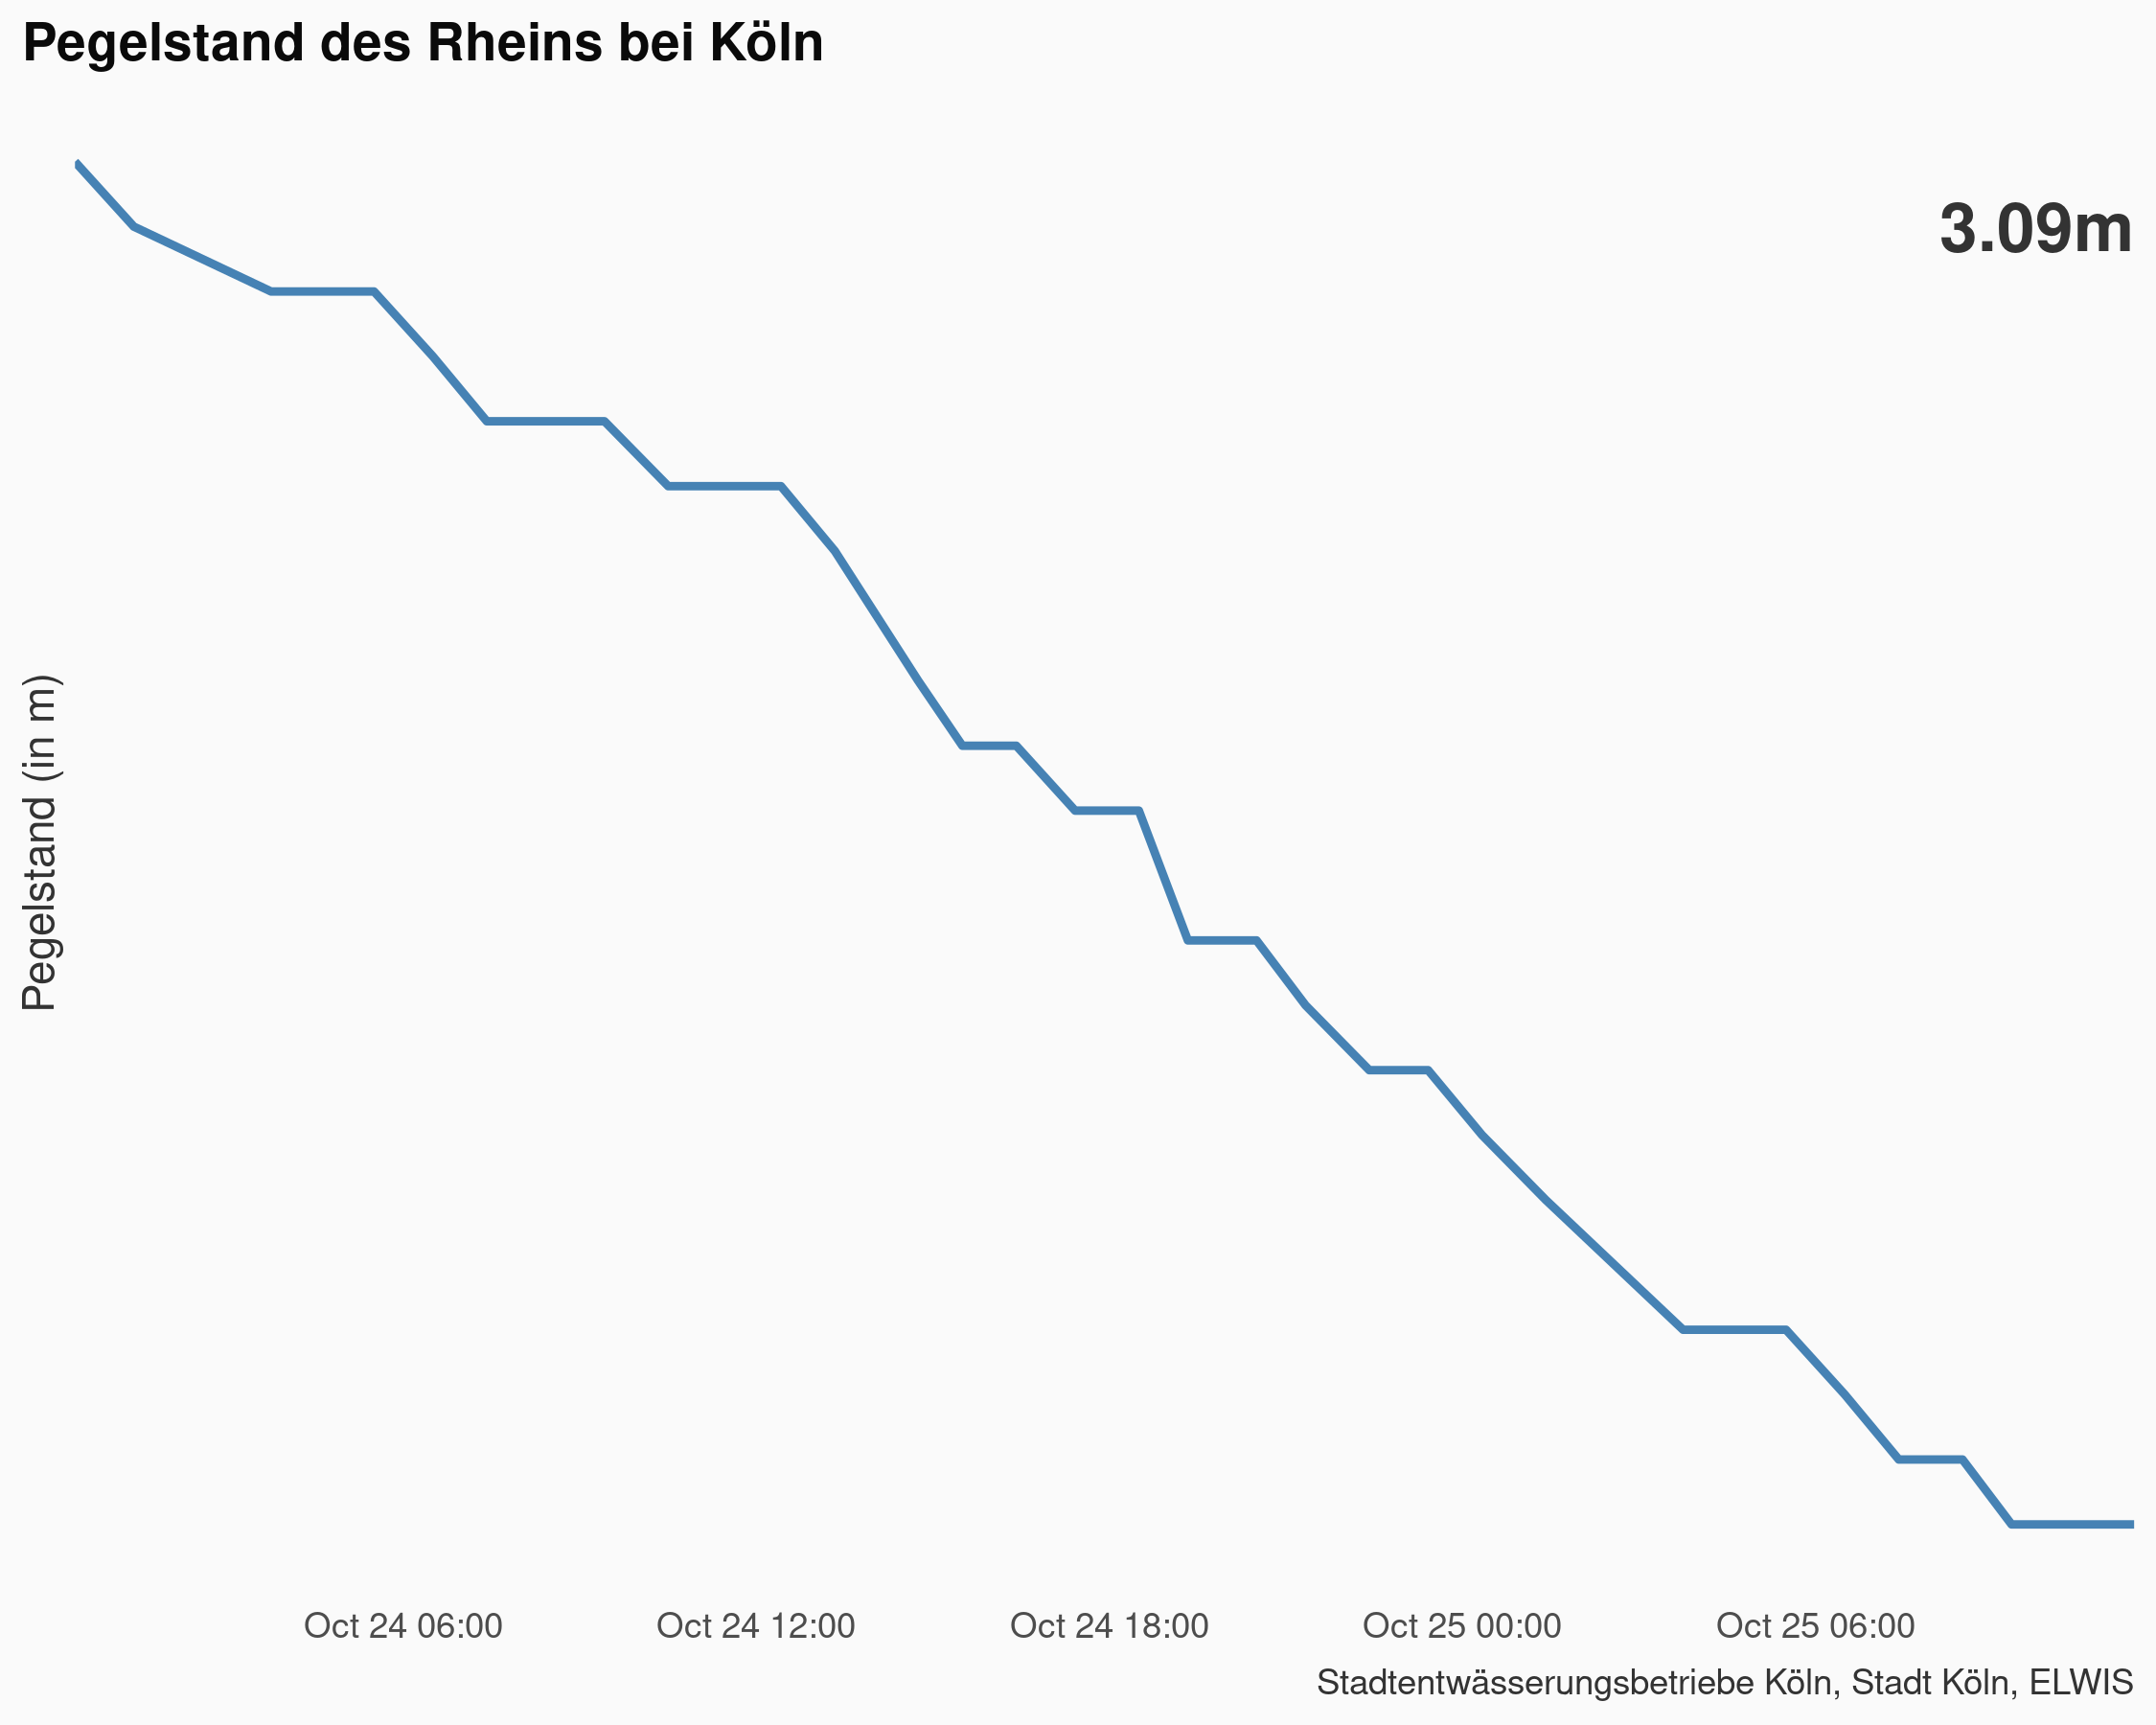 Pegelstand des Rheins bei Köln
3.09m
Pegelstand (in m)
Oct 24 06:00 Oct 24 12:00 Oct 24 18:00 Oct 25 00:00 Oct 25 06:00
Stadtentwässerungsbetriebe Köln, Stadt Köln, ELWIS